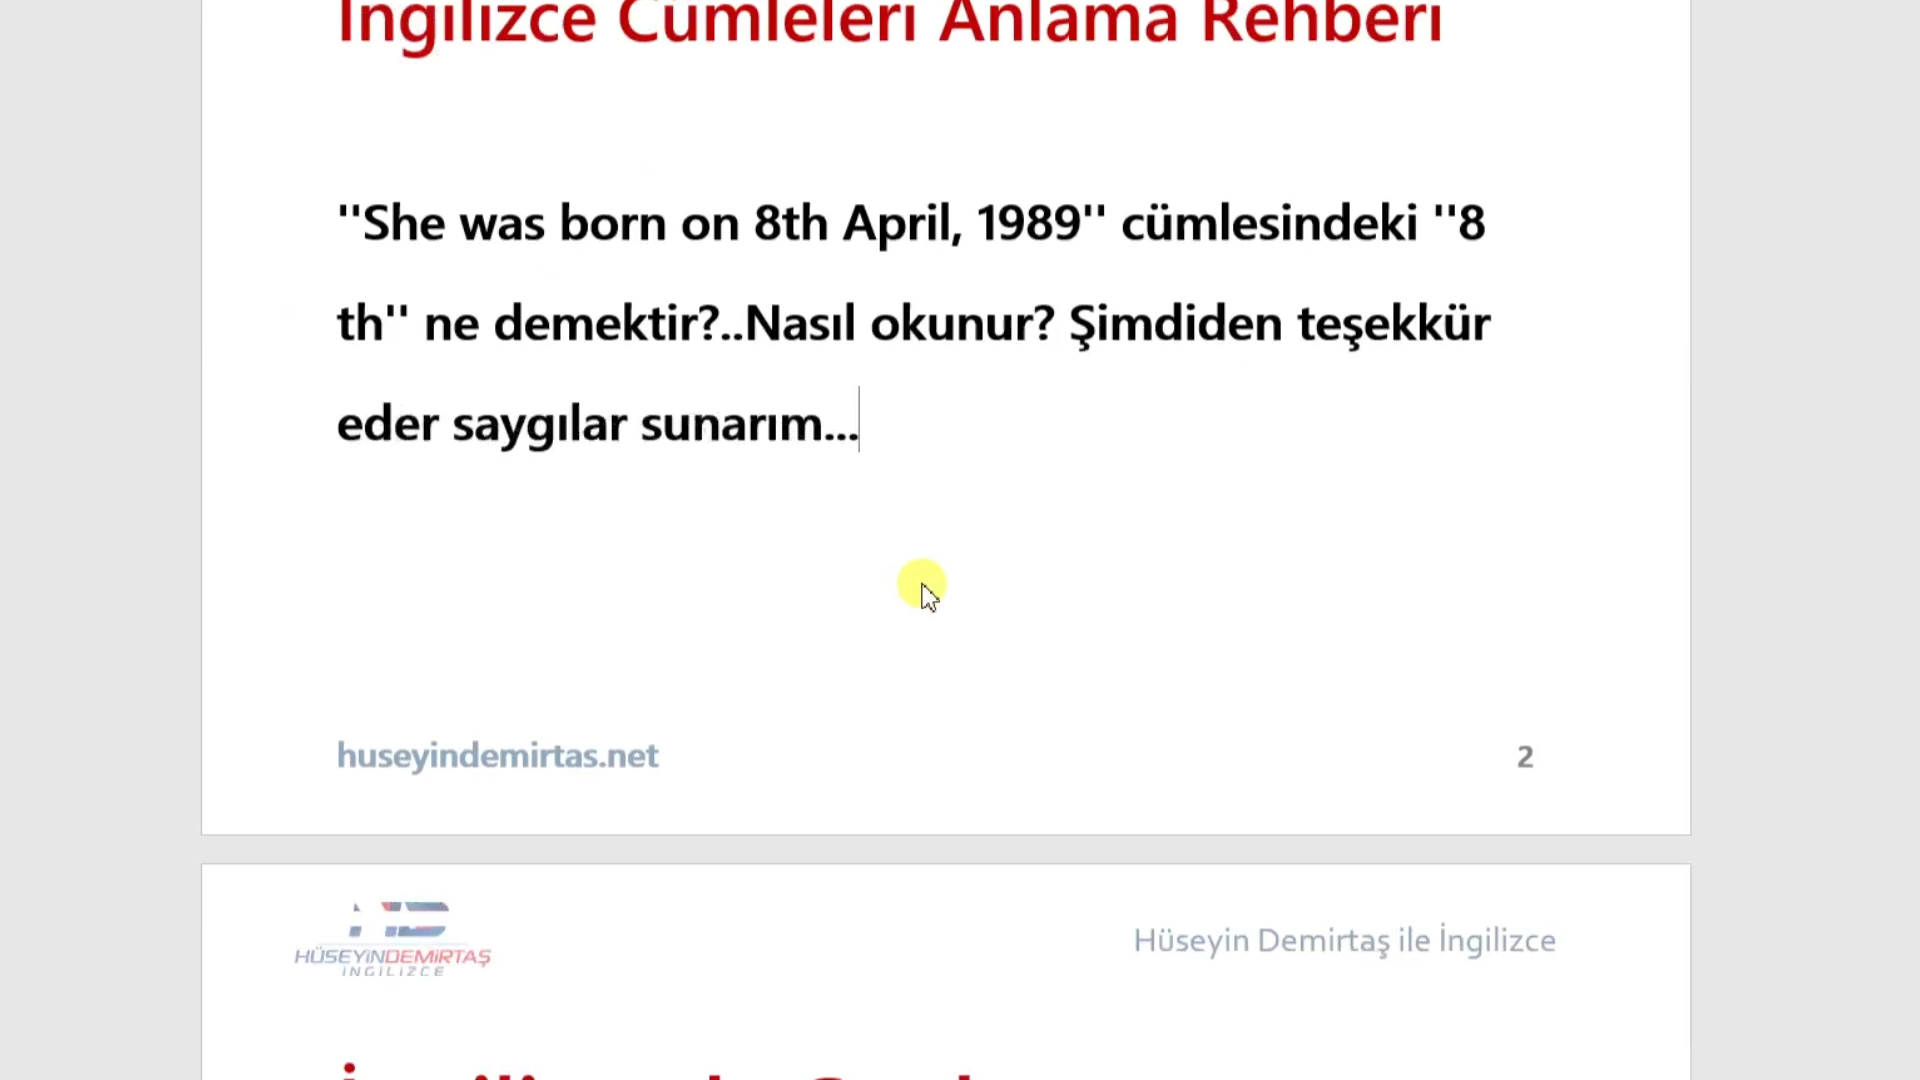 İngilizce Cümleleri Anlama Rehberi
''She was born on 8th April, 1989'' cümlesindeki ''8
th'' ne demektir?..Nasıl okunur? Şimdiden teşekkür
eder saygılar sunarım...
huseyindemirtas.net
2
HÜSEYİNDEMİRTAŞ
İNGİLİZCE
Hüseyin Demirtaş ile İngilizce